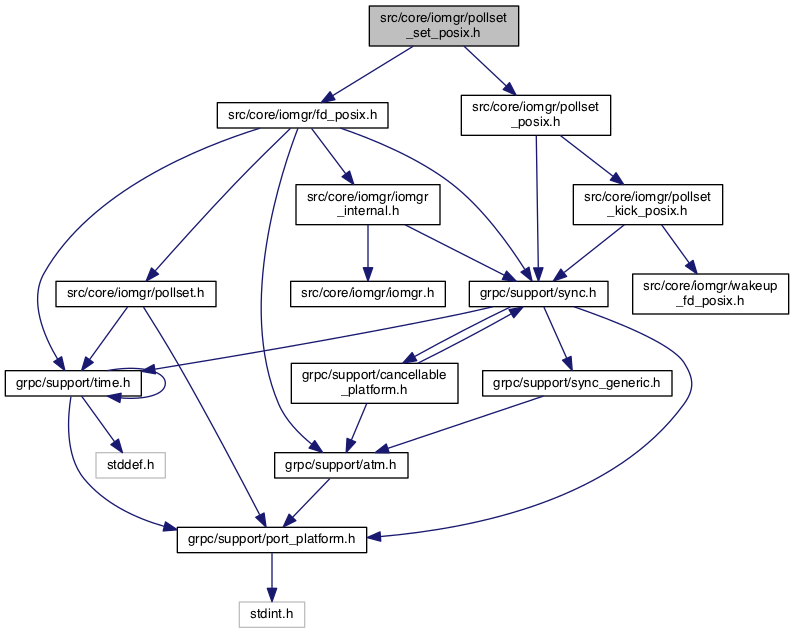 src/core/iomgr/pollset
_set_posix.h
src/core/iomgr/fd_posix.h
src/core/iomgr/pollset
_posix.h
src/core/iomgr/iomgr
_internal.h
src/core/iomgr/pollset
_kick_posix.h
src/core/iomgr/pollset.h
src/core/iomgr/iomgr.h
grpc/support/sync.h
src/core/iomgr/wakeup
_fd_posix.h
grpc/support/time.h
grpc/support/cancellable
_platform.h
grpc/support/sync_generic.h
stddef.h
grpc/support/atm.h
grpc/support/port_platform.h
stdint.h